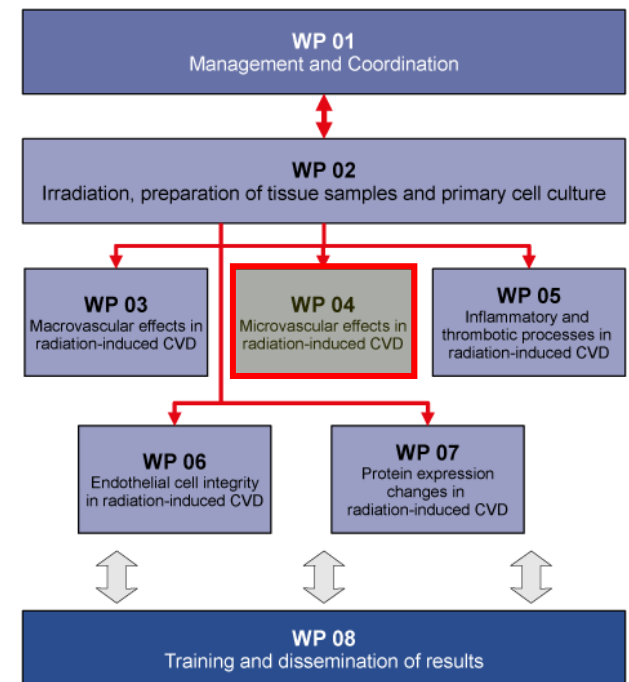 WP 01
Management and Coordination
WP 02
Irradiation, preparation of tissue samples and primary cell culture
WP 03
Macrovascular effects in
radiation-induced CVD
WP 04
Microvascular effects in
radiation-induced CVD
WP 05
Inflammatory and
thrombotic processes in
radiation-induced CVD
WP 06
Endothelial cell integrity
in radiation-induced CVD
WP 07
Protein expression
changes in
radiation-induced CVD
WP 08
Training and dissemination of results